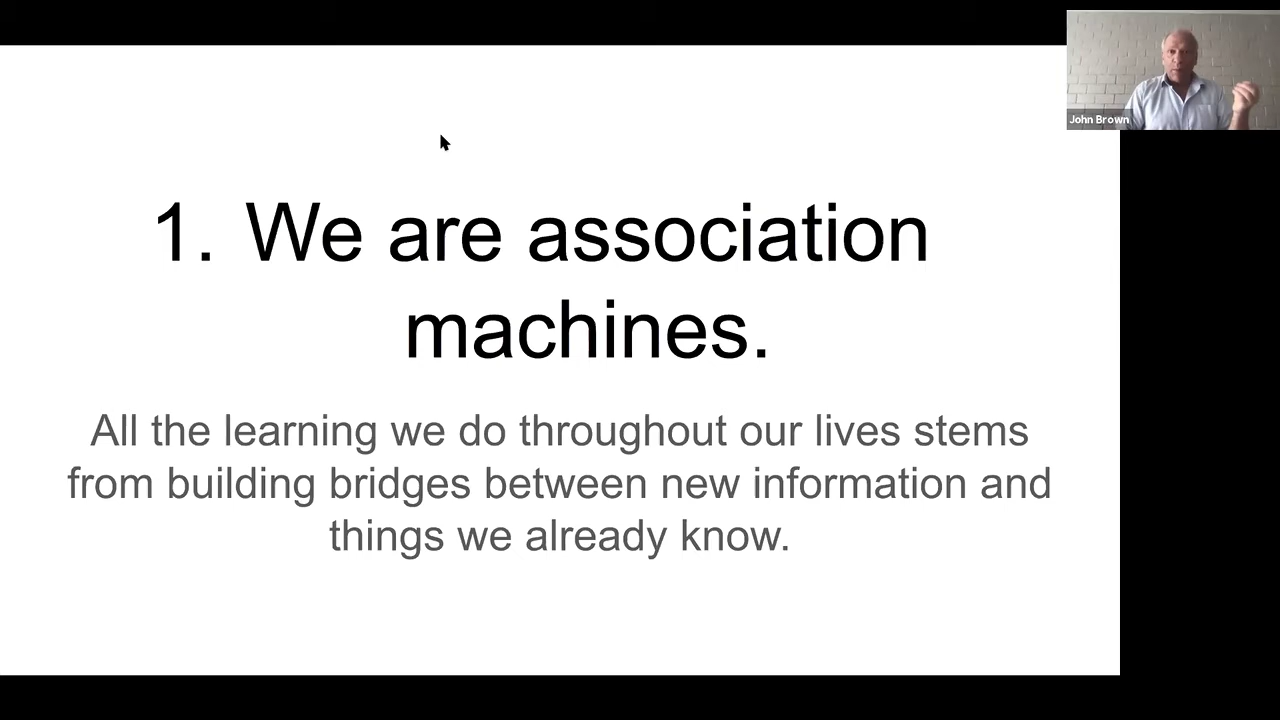 1. We are association
machines.
All the learning we do throughout our lives stems
from building bridges between new information and
things we already know.
John Brown